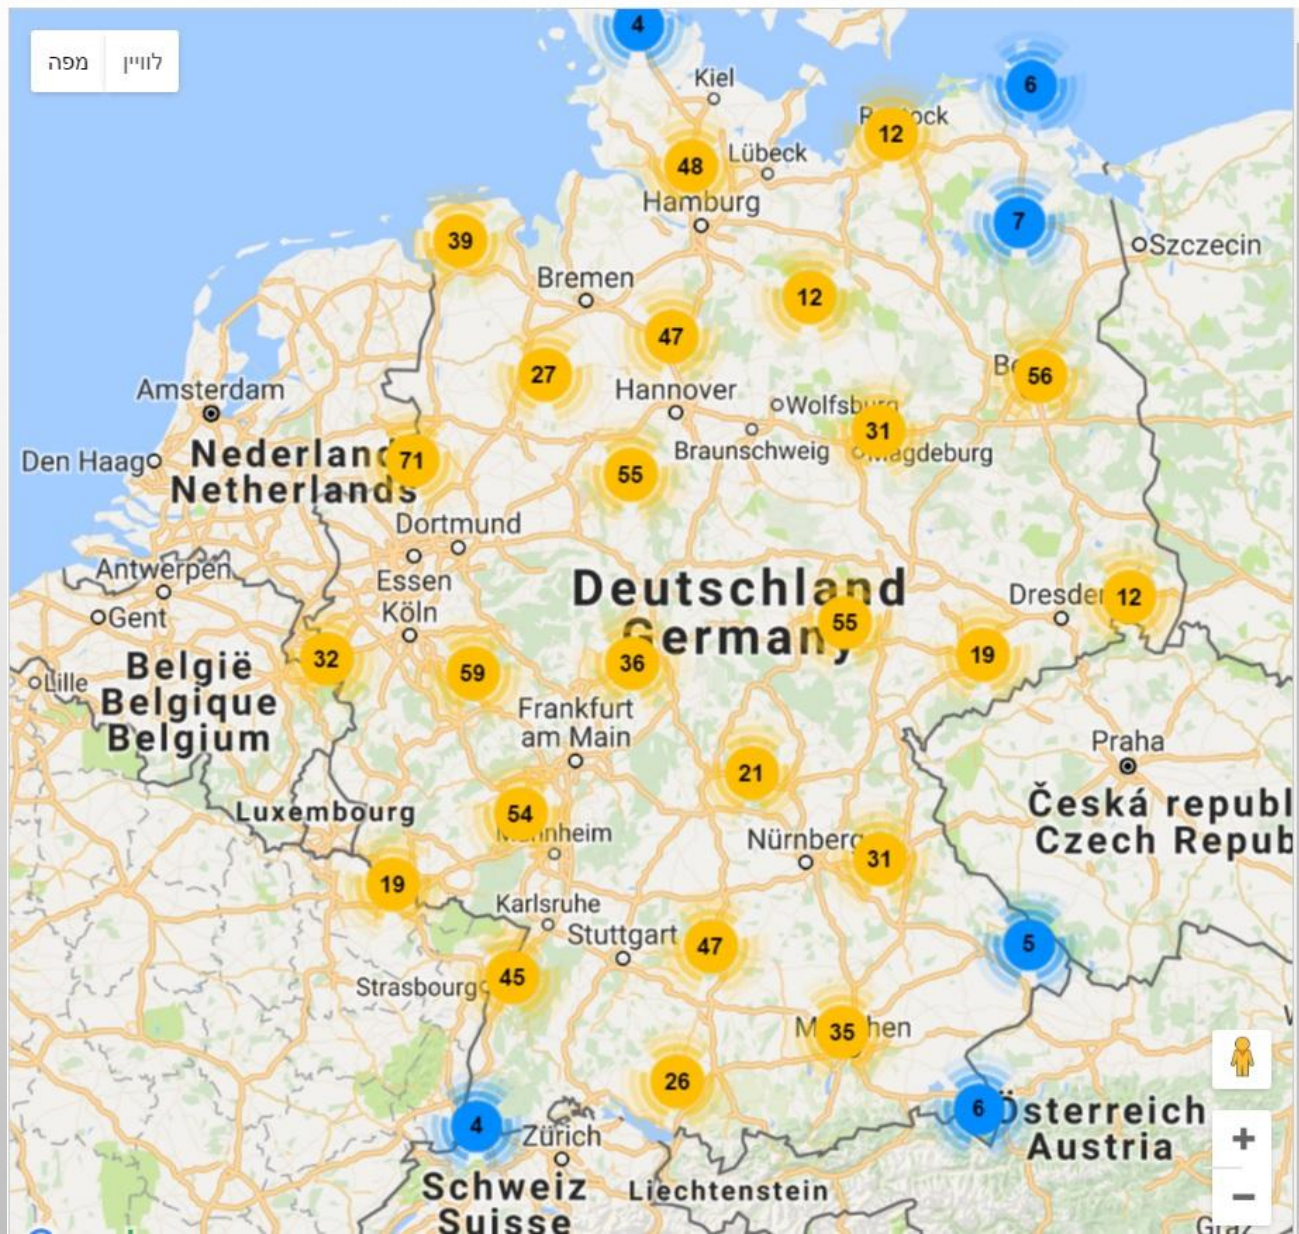 4
מפה
לוויין
Kiel
6
12
48
Lübeck
Hamburg
7
39
Szczecin
Bremen
12
47
27
56
Amsterdam
Hannover
Wolfsburg
31
Braunschweig
Magdeburg
Den Haag
Nederland
71
Netherlands
55
Dortmund
Antwerpen
Essen
Deutschland
Dresden
12
Gent
Köln
55
Germany
32
36
19
België
59
Lille
Belgique
Belgium
Frankfurt
am Main
Praha
21
Luxembourg
54
Mannheim
Česká republ
Czech Repub
Nürnberg
31
19
Karlsruhe
Stuttgart
47
5
45
Strasbourg
München
35
26
4
6
Österreich
Austria
Zürich
+
Schweiz
Suisse
Liechtenstein
−
Graz